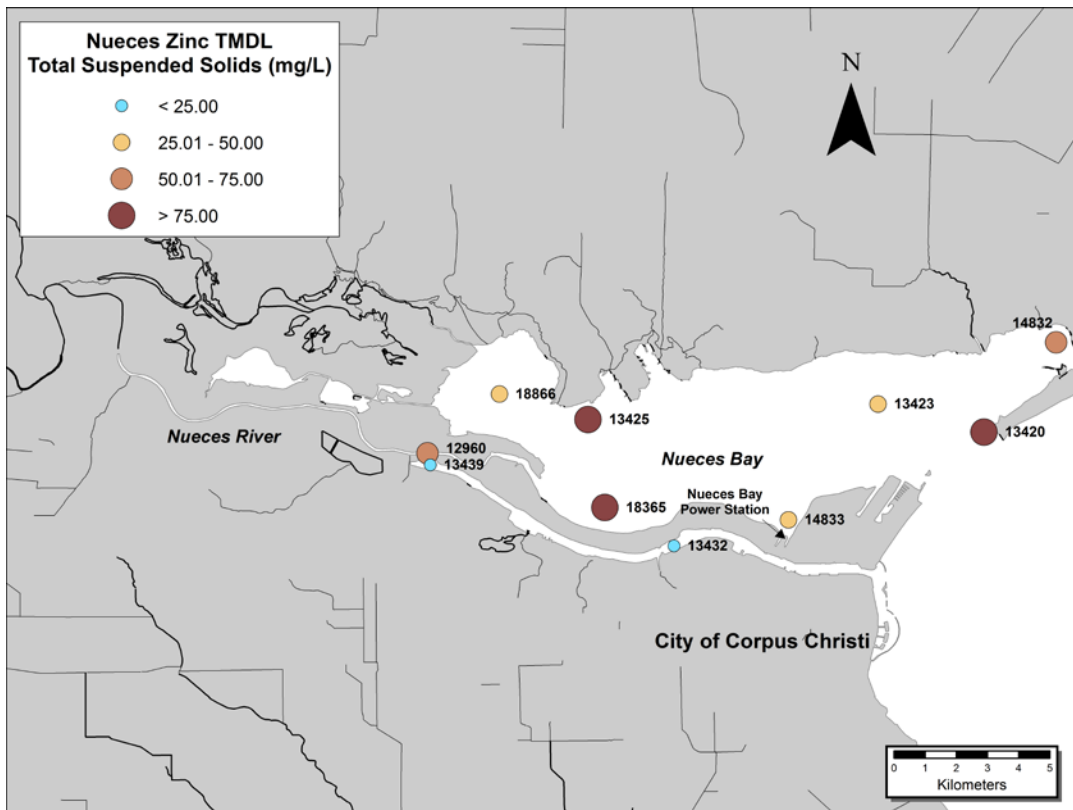 Nueces Zinc TMDL
Total Suspended Solids (mg/L)
< 25.00
25.01 - 50.00
50.01 - 75.00
> 75.00
N
14832
18866
13423
13425
13420
Nueces River
12960
13439
Nueces Bay
18365
Nueces Bay
Power Station
14833
13432
City of Corpus Christi
0 1 2 3 4 5
Kilometers